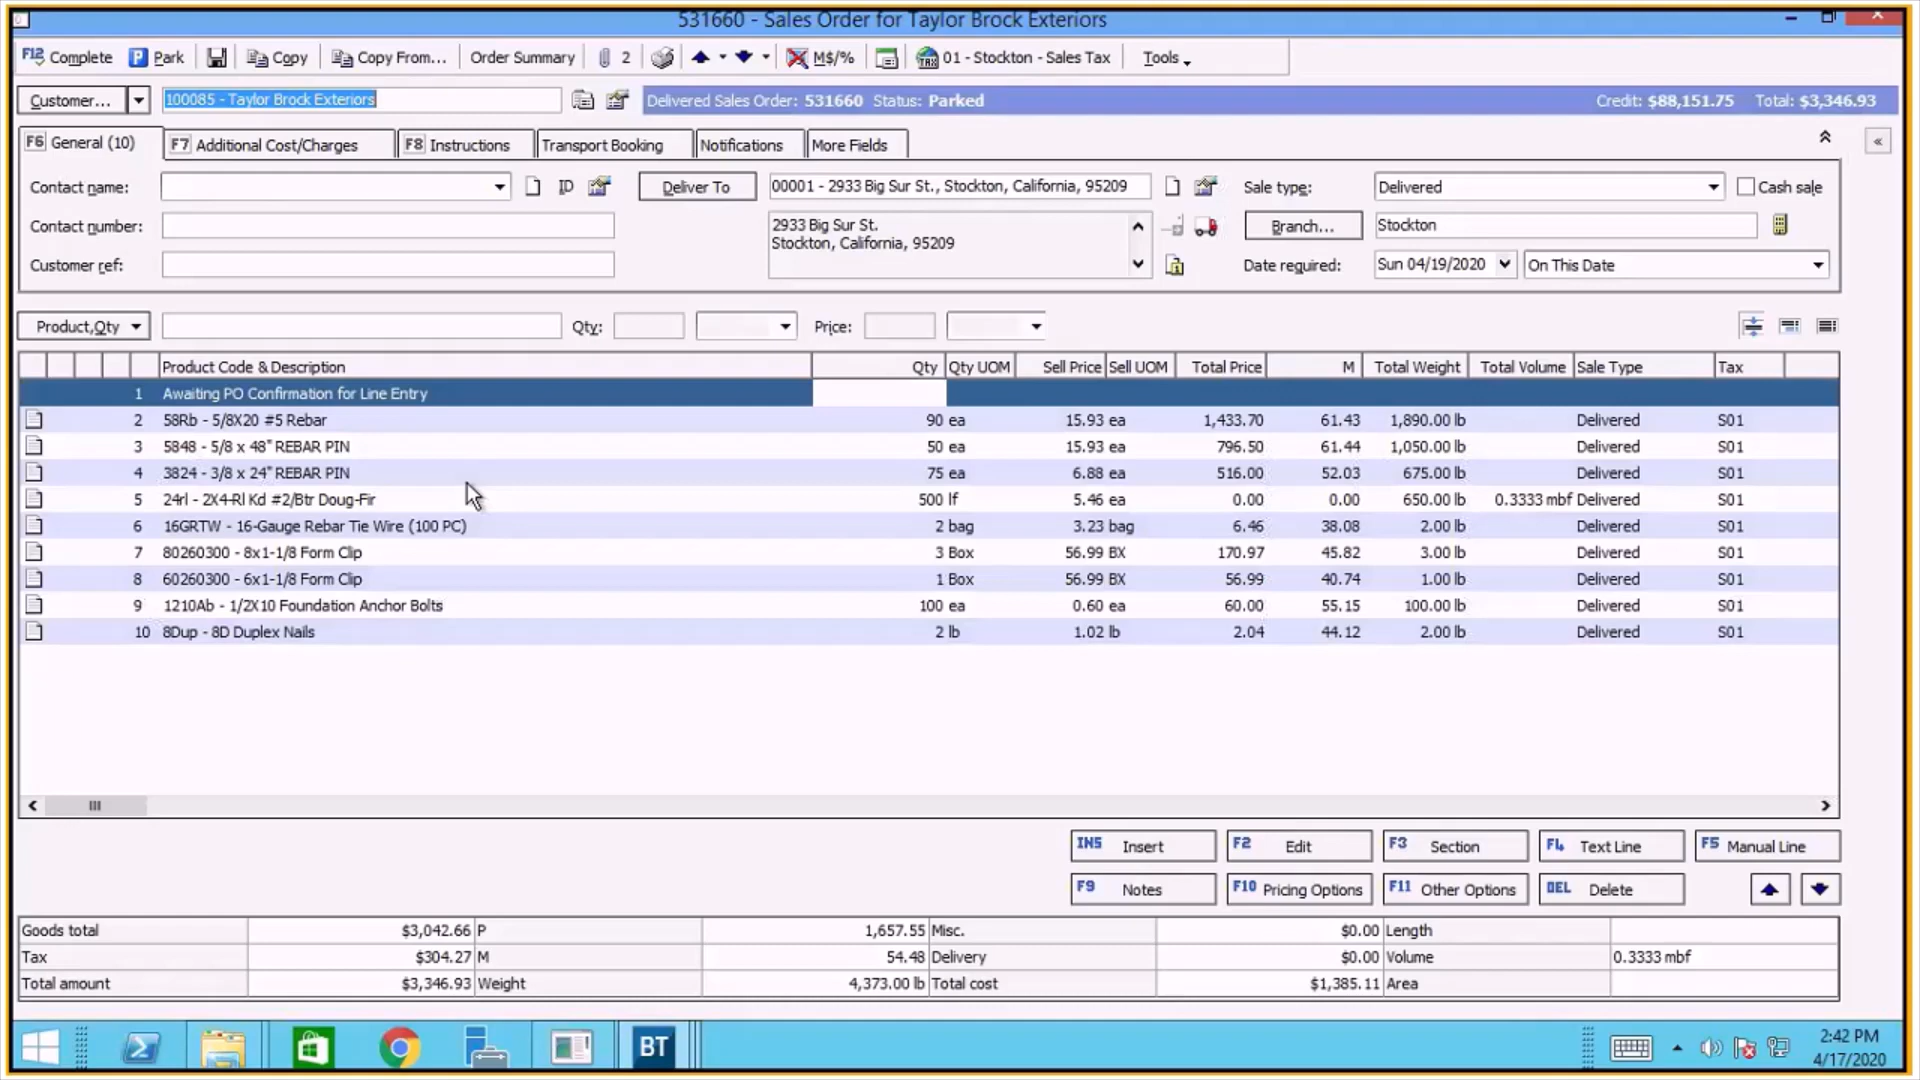 531660 - Sales Order for Taylor Brock Exteriors
F12 Complete P Park Copy Copy From... Order Summary 2 M$/% 01 - Stockton - Sales Tax Tools
Customer... 100085 - Taylor Brock Exteriors Delivered Sales Order: 531660 Status: Parked Credit: $88,151.75 Total: $3,346.93
F6 General (10) F7 Additional Cost/Charges F8 Instructions Transport Booking Notifications More Fields
Contact name: ID Deliver To 00001 - 2933 Big Sur St., Stockton, California, 95209 Sale type: Delivered Cash sale
Contact number: 2933 Big Sur St. Branch... Stockton
Stockton, California, 95209
Customer ref: Date required: Sun 04/19/2020 On This Date
Product,Qty Qty: Price:
Product Code & Description Qty Qty UOM Sell Price Sell UOM Total Price M Total Weight Total Volume Sale Type Tax
1 Awaiting PO Confirmation for Line Entry
2 58Rb - 5/8X20 #5 Rebar 90 ea 15.93 ea 1,433.70 61.43 1,890.00 lb Delivered S01
3 5848 - 5/8 x 48" REBAR PIN 50 ea 15.93 ea 796.50 61.44 1,050.00 lb Delivered S01
4 3824 - 3/8 x 24" REBAR PIN 75 ea 6.88 ea 516.00 52.03 675.00 lb Delivered S01
5 24rl - 2X4-Rl Kd #2/Btr Doug-Fir 500 lf 5.46 ea 0.00 0.00 650.00 lb 0.3333 mbf Delivered S01
6 16GRTW - 16-Gauge Rebar Tie Wire (100 PC) 2 bag 3.23 bag 6.46 38.08 2.00 lb Delivered S01
7 80260300 - 8x1-1/8 Form Clip 3 Box 56.99 BX 170.97 45.82 3.00 lb Delivered S01
8 60260300 - 6x1-1/8 Form Clip 1 Box 56.99 BX 56.99 40.74 1.00 lb Delivered S01
9 1210Ab - 1/2X10 Foundation Anchor Bolts 100 ea 0.60 ea 60.00 55.15 100.00 lb Delivered S01
10 8Dup - 8D Duplex Nails 2 lb 1.02 lb 2.04 44.12 2.00 lb Delivered S01
INS Insert F2 Edit F3 Section F4 Text Line F5 Manual Line
F9 Notes F10 Pricing Options F11 Other Options DEL Delete
Goods total $3,042.66 P 1,657.55 Misc. $0.00 Length
Tax $304.27 M 54.48 Delivery $0.00 Volume 0.3333 mbf
Total amount $3,346.93 Weight 4,373.00 lb Total cost $1,385.11 Area
BT 2:42 PM
4/17/2020